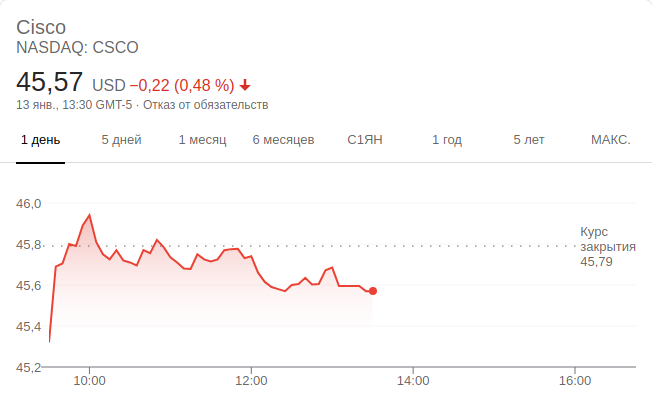 Cisco
NASDAQ: CSCO
45,57 USD −0,22 (0,48 %)
13 янв., 13:30 GMT-5 · Отказ от обязательств
1 день 5 дней 1 месяц 6 месяцев С1ЯН 1 год 5 лет МАКС.
46,0
45,8
45,6
45,4
45,2
Курс
закрытия
45,79
10:00 12:00 14:00 16:00